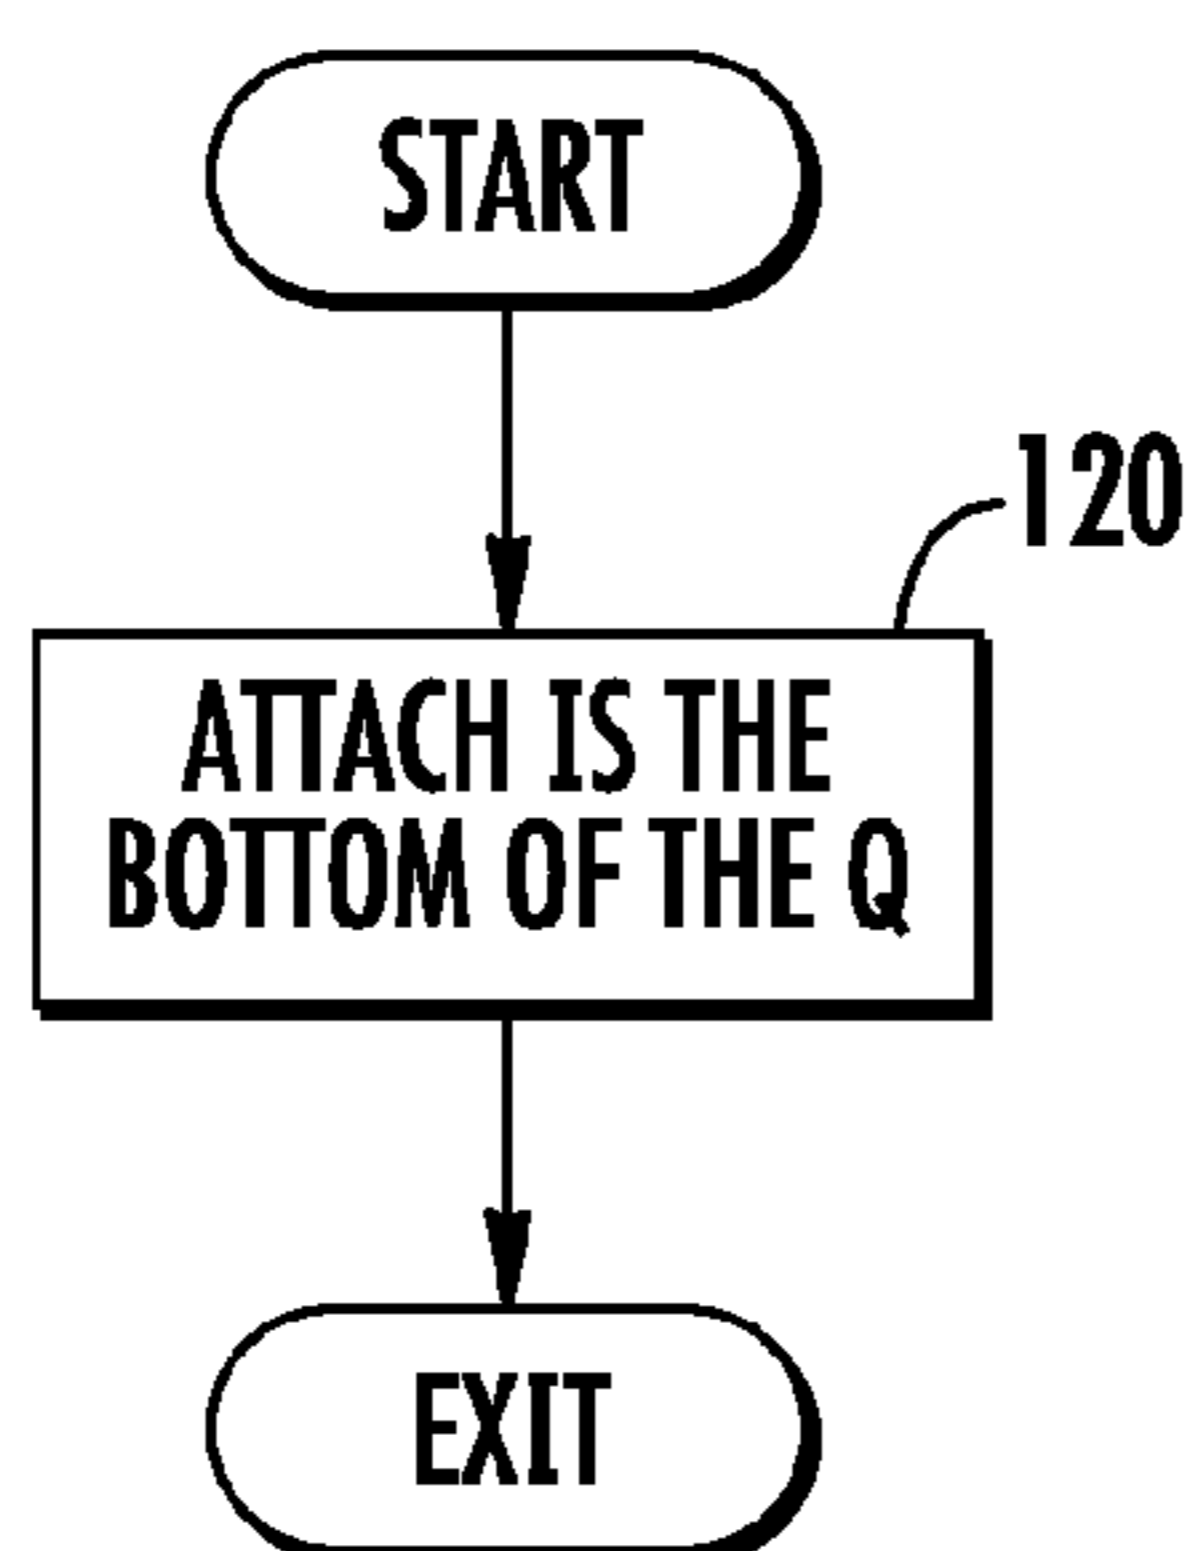 START
120
ATTACH IS THE
BOTTOM OF THE Q
EXIT